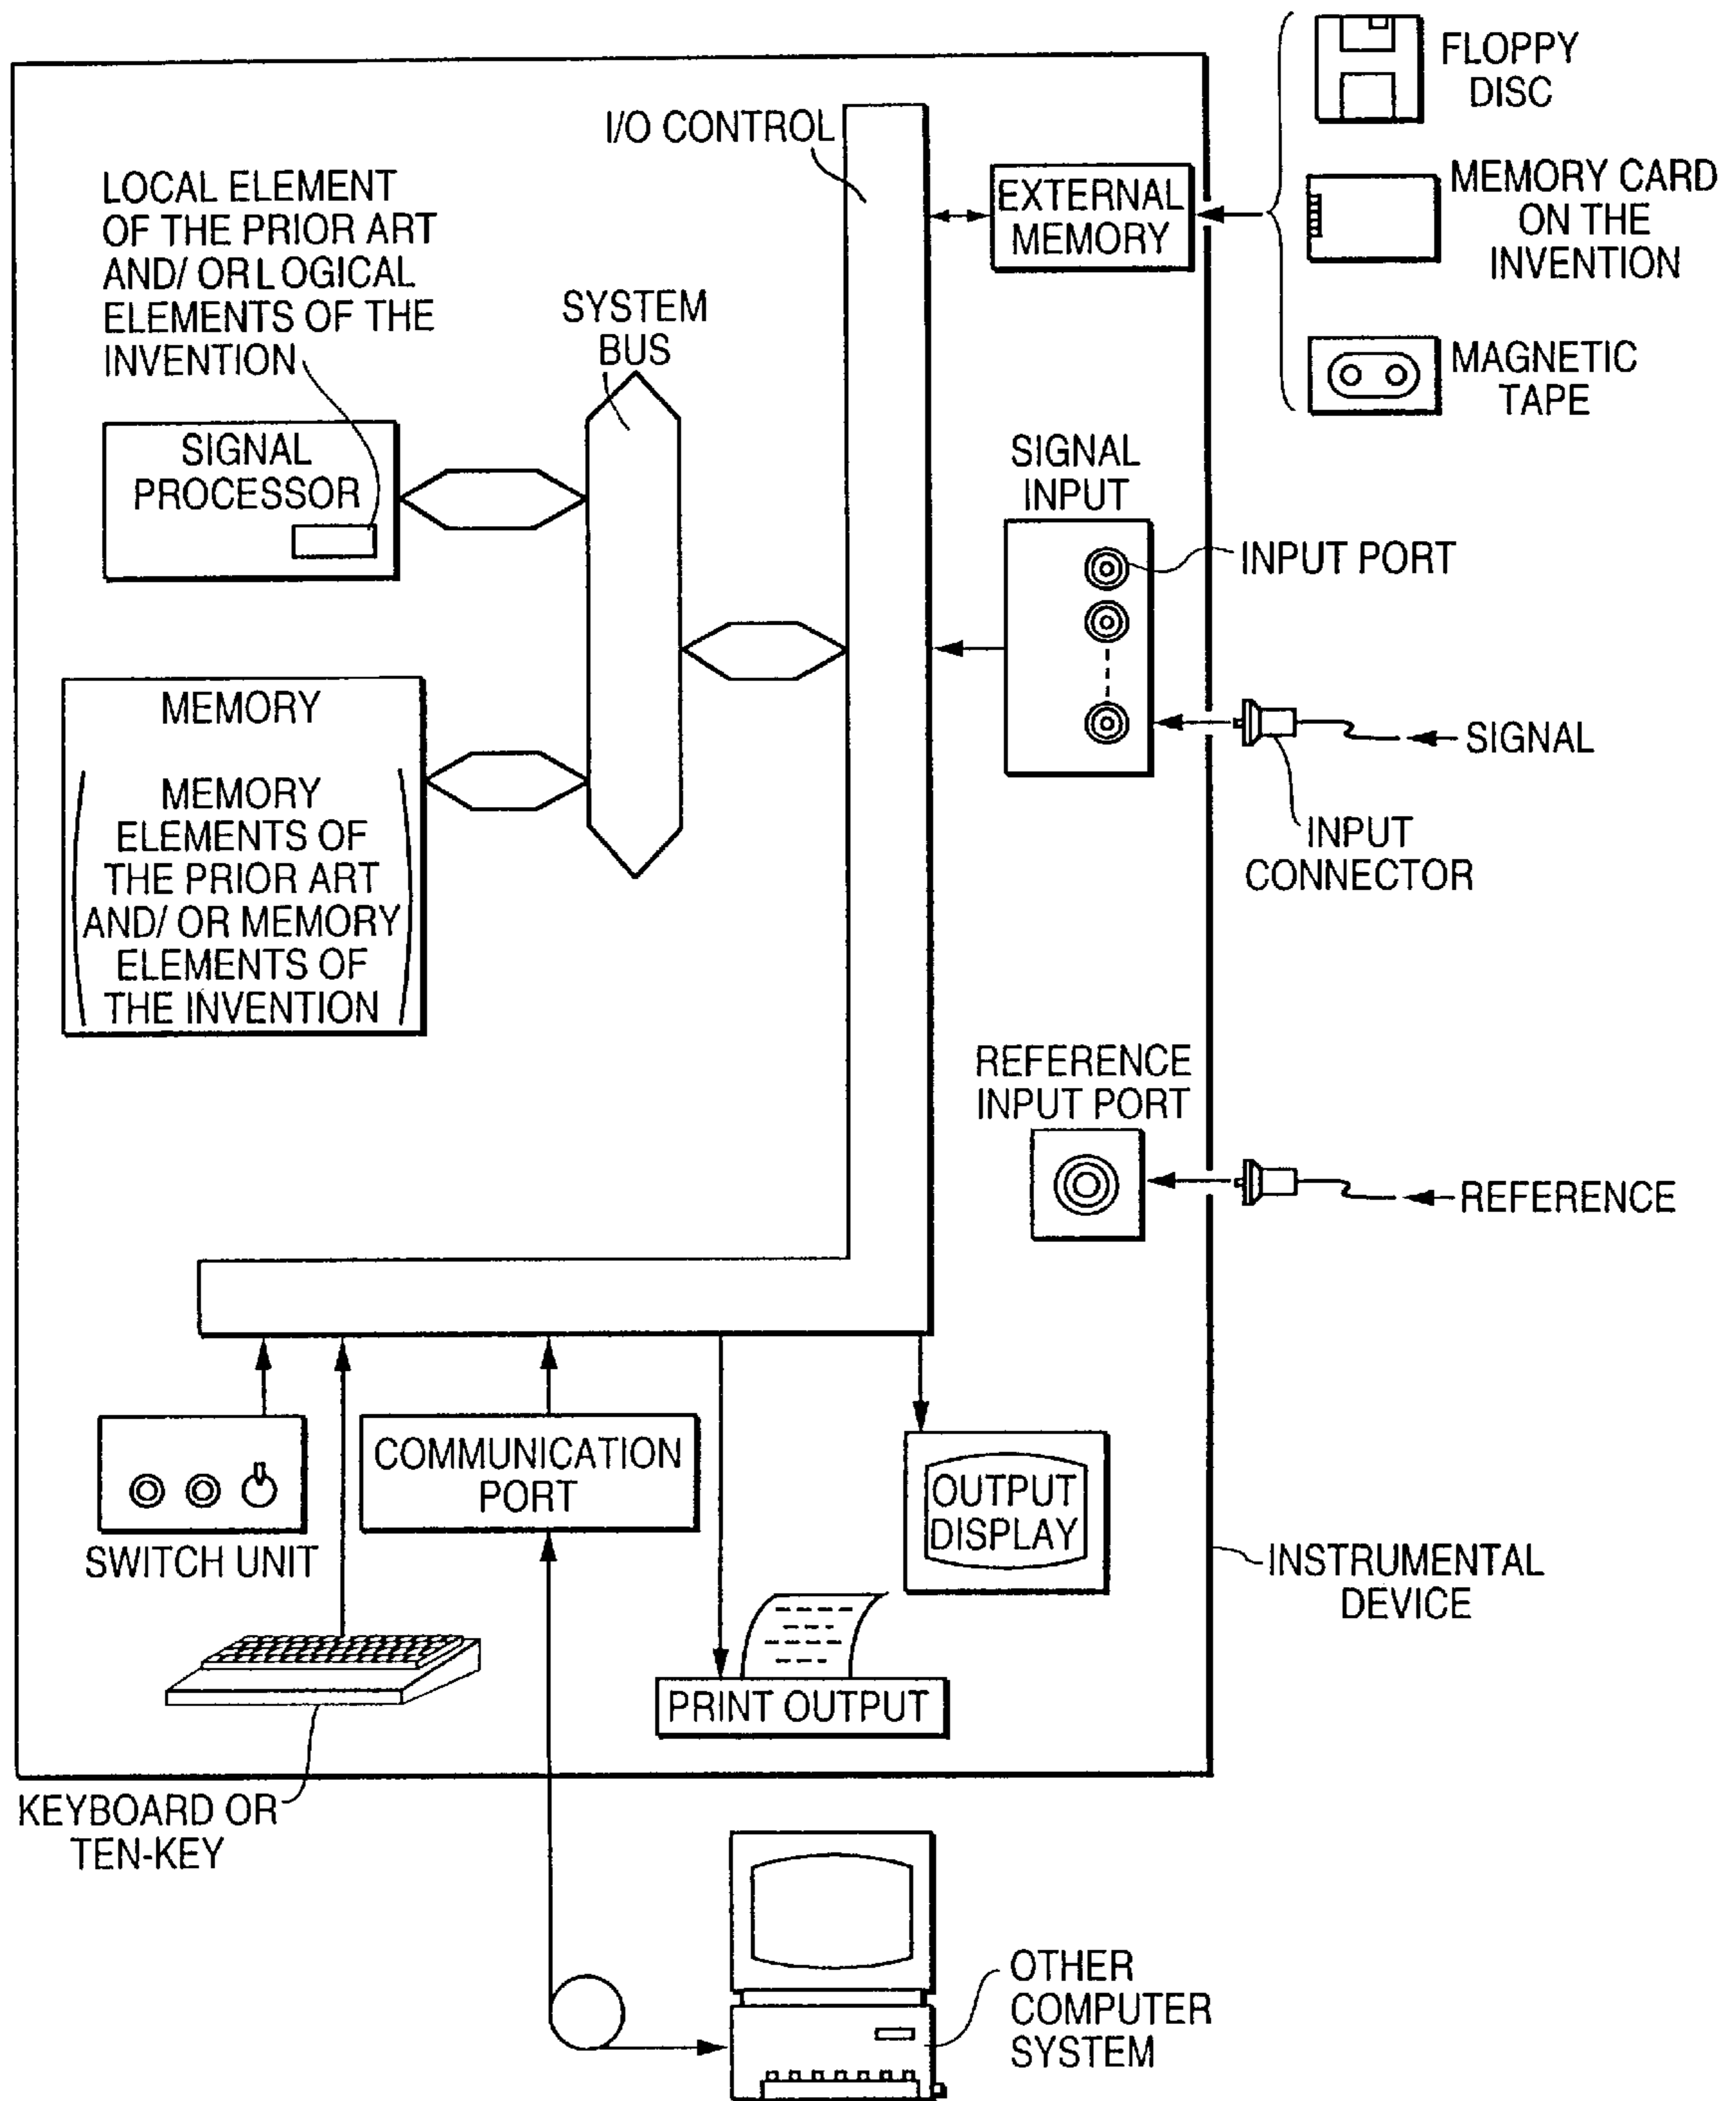 FLOPPY
DISC
I/O CONTROL
LOCAL ELEMENT
OF THE PRIOR ART
AND/ OR LOGICAL
ELEMENTS OF THE
INVENTION
EXTERNAL
MEMORY
MEMORY CARD
ON THE
INVENTION
SYSTEM
BUS
MAGNETIC
TAPE
SIGNAL
PROCESSOR
SIGNAL
INPUT
INPUT PORT
MEMORY
MEMORY
ELEMENTS OF
THE PRIOR ART
AND/ OR MEMORY
ELEMENTS OF
THE INVENTION
SIGNAL
INPUT
CONNECTOR
REFERENCE
INPUT PORT
REFERENCE
SWITCH UNIT
COMMUNICATION
PORT
OUTPUT
DISPLAY
INSTRUMENTAL
DEVICE
PRINT OUTPUT
KEYBOARD OR
TEN-KEY
OTHER
COMPUTER
SYSTEM